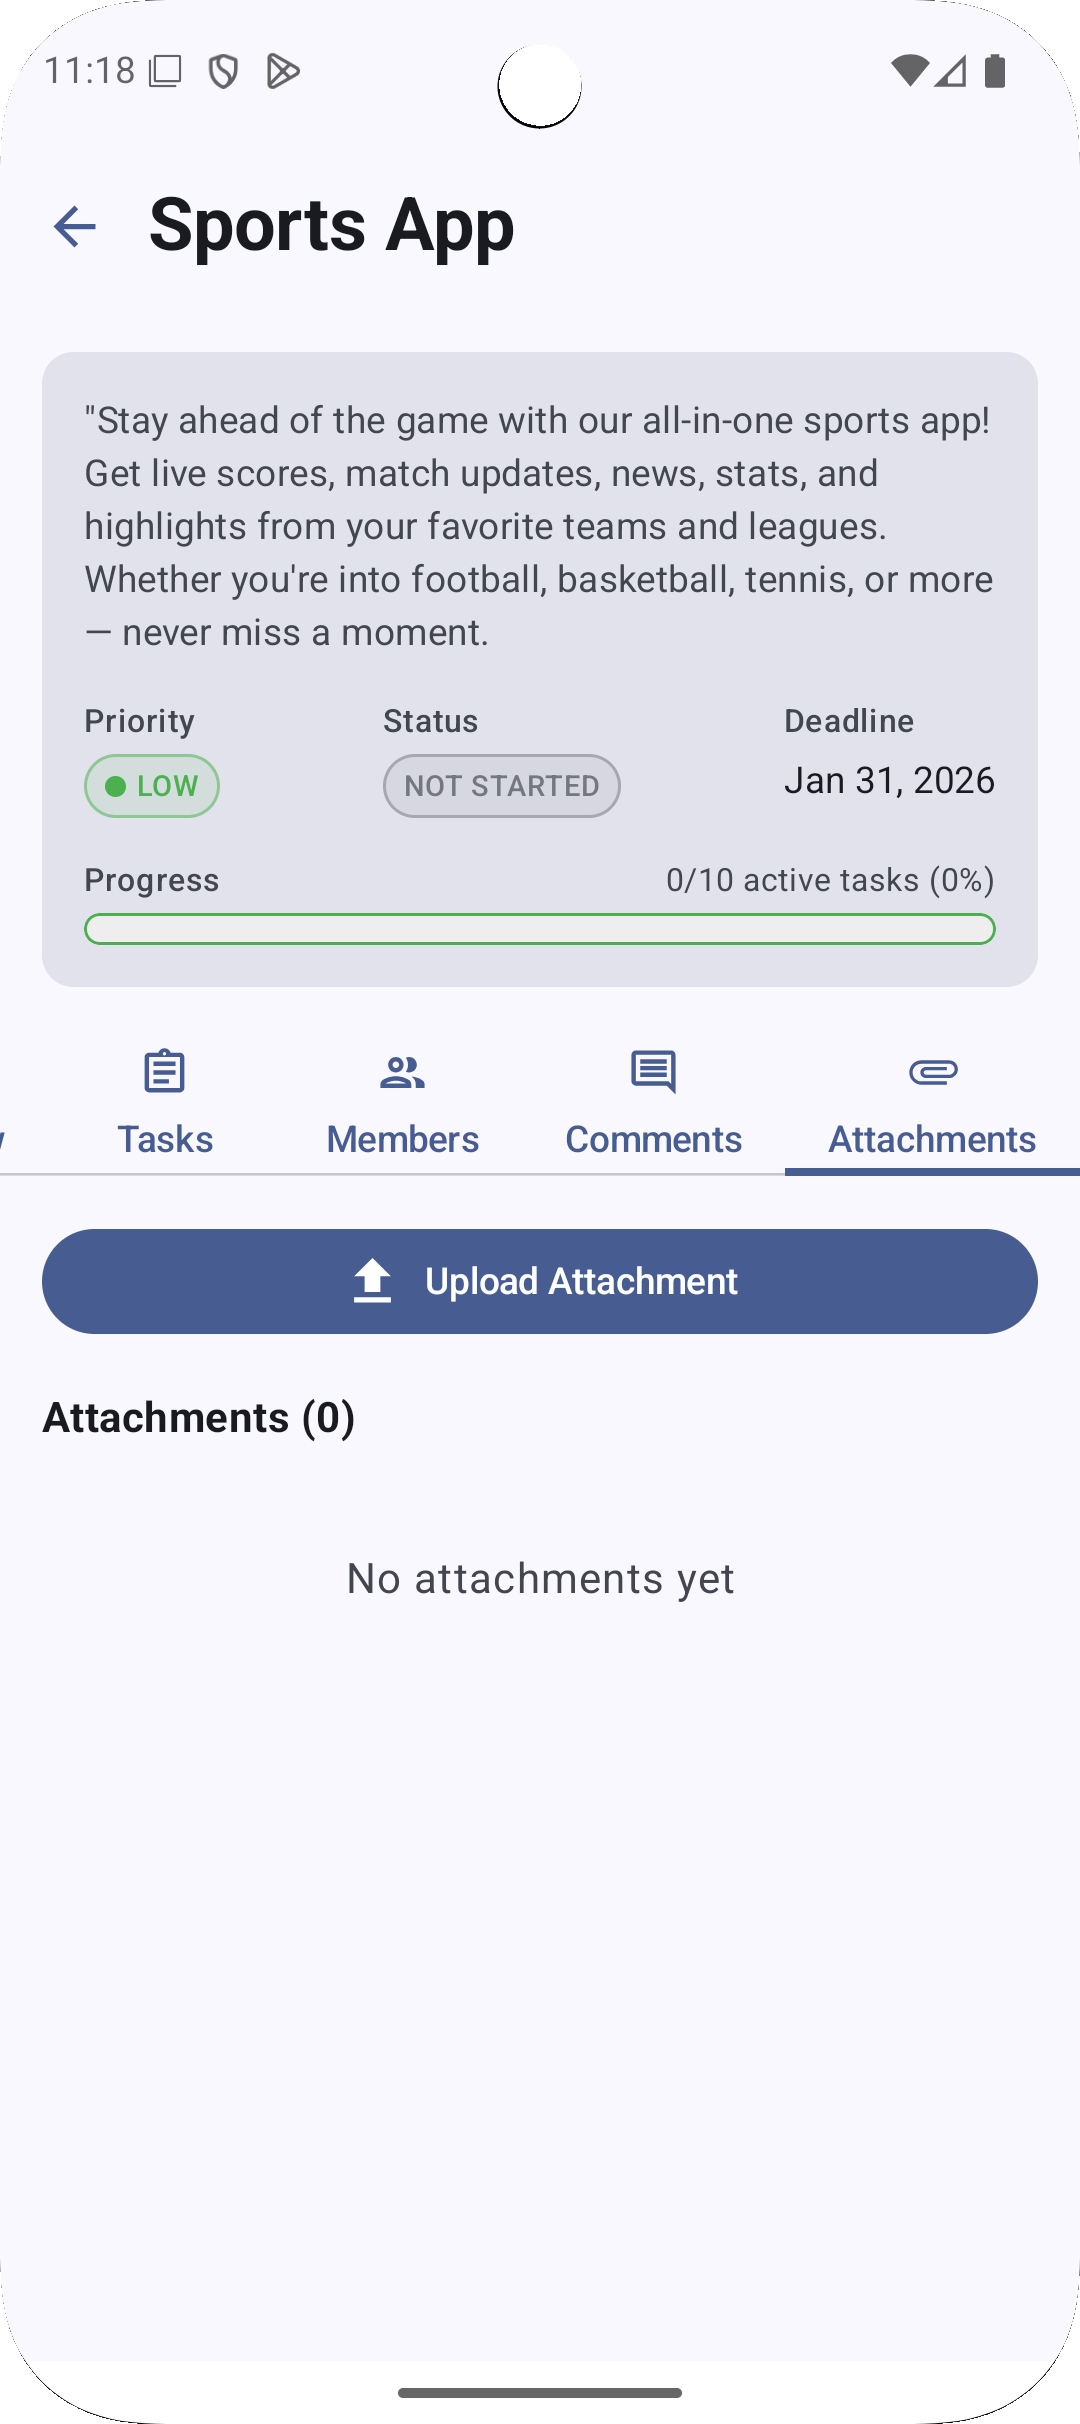 11:18
Sports App
"Stay ahead of the game with our all-in-one sports app!
Get live scores, match updates, news, stats, and
highlights from your favorite teams and leagues.
Whether you're into football, basketball, tennis, or more
— never miss a moment.
Priority Status Deadline
LOW NOT STARTED Jan 31, 2026
Progress 0/10 active tasks (0%)
Tasks Members Comments Attachments
Upload Attachment
Attachments (0)
No attachments yet